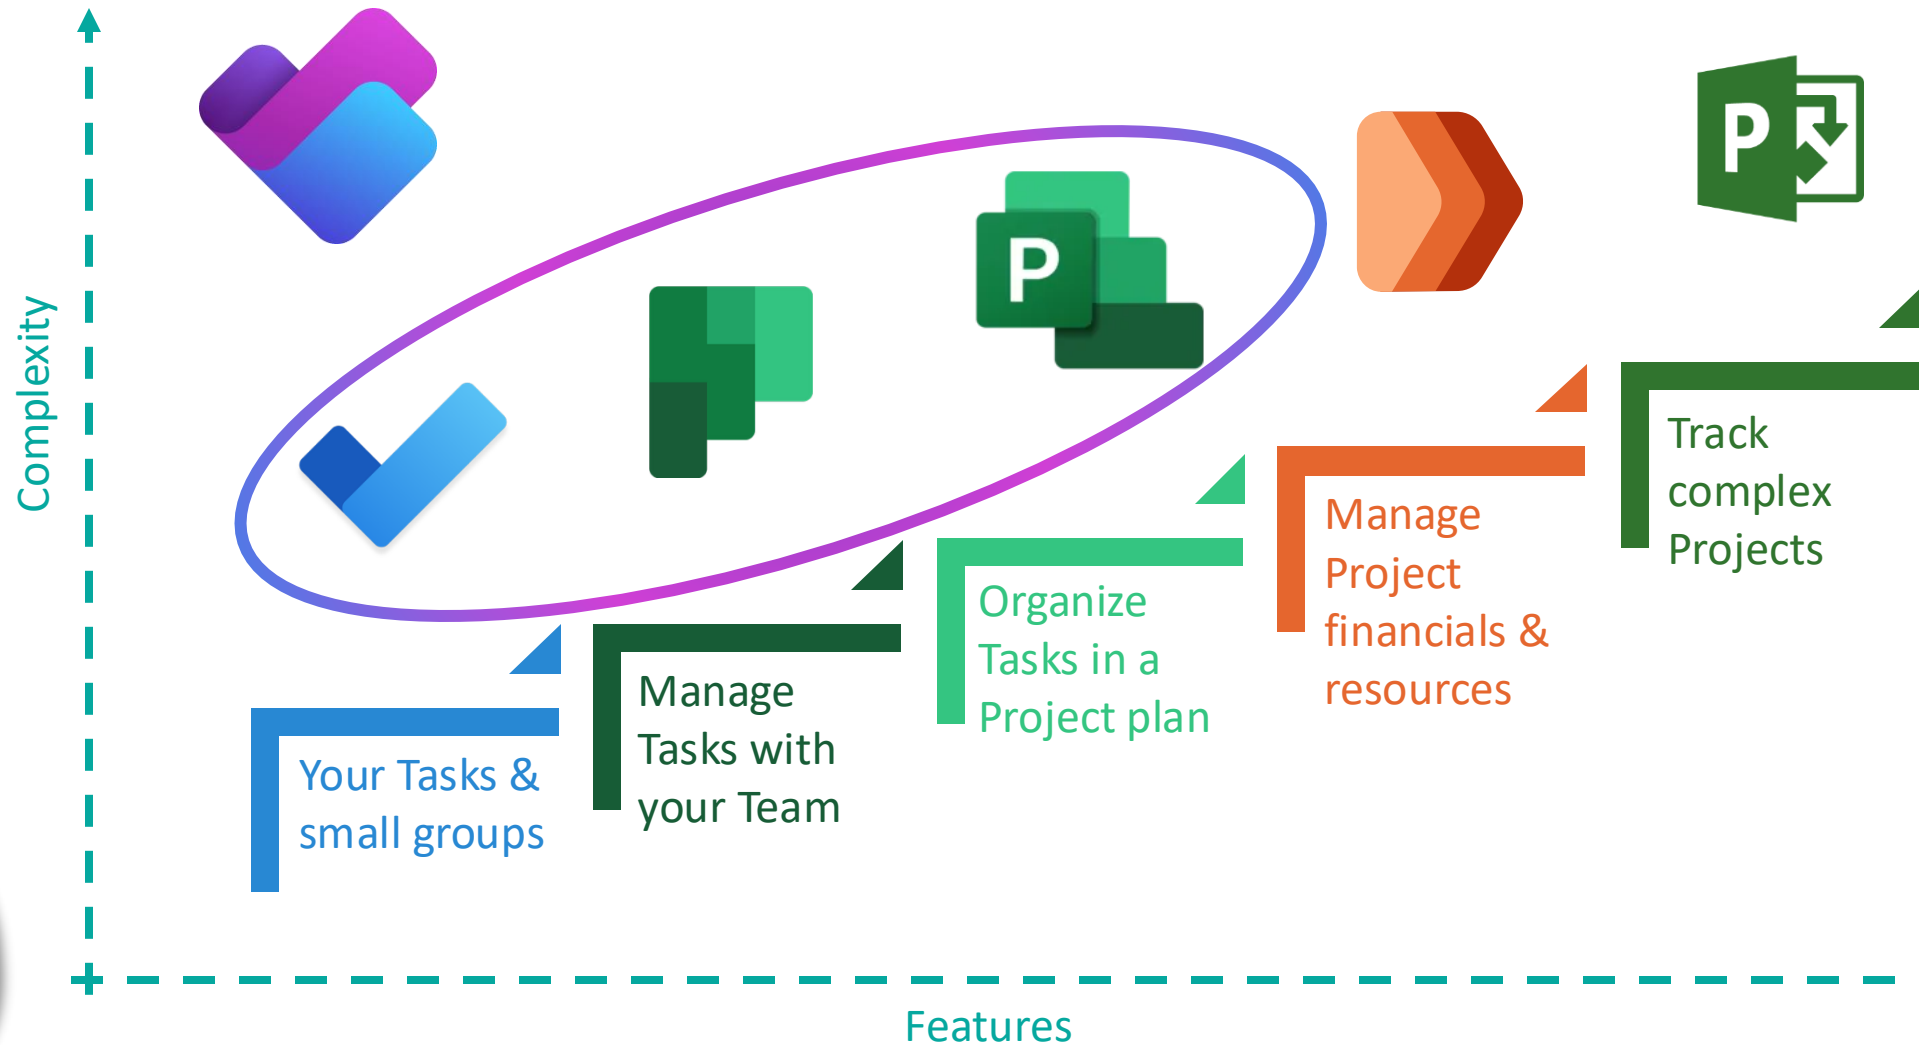 Complexity
P
P
Your Tasks &
small groups
Manage
Tasks with
your Team
Organize
Tasks in a
Project plan
Manage
Project
financials &
resources
Track
complex
Projects
Features